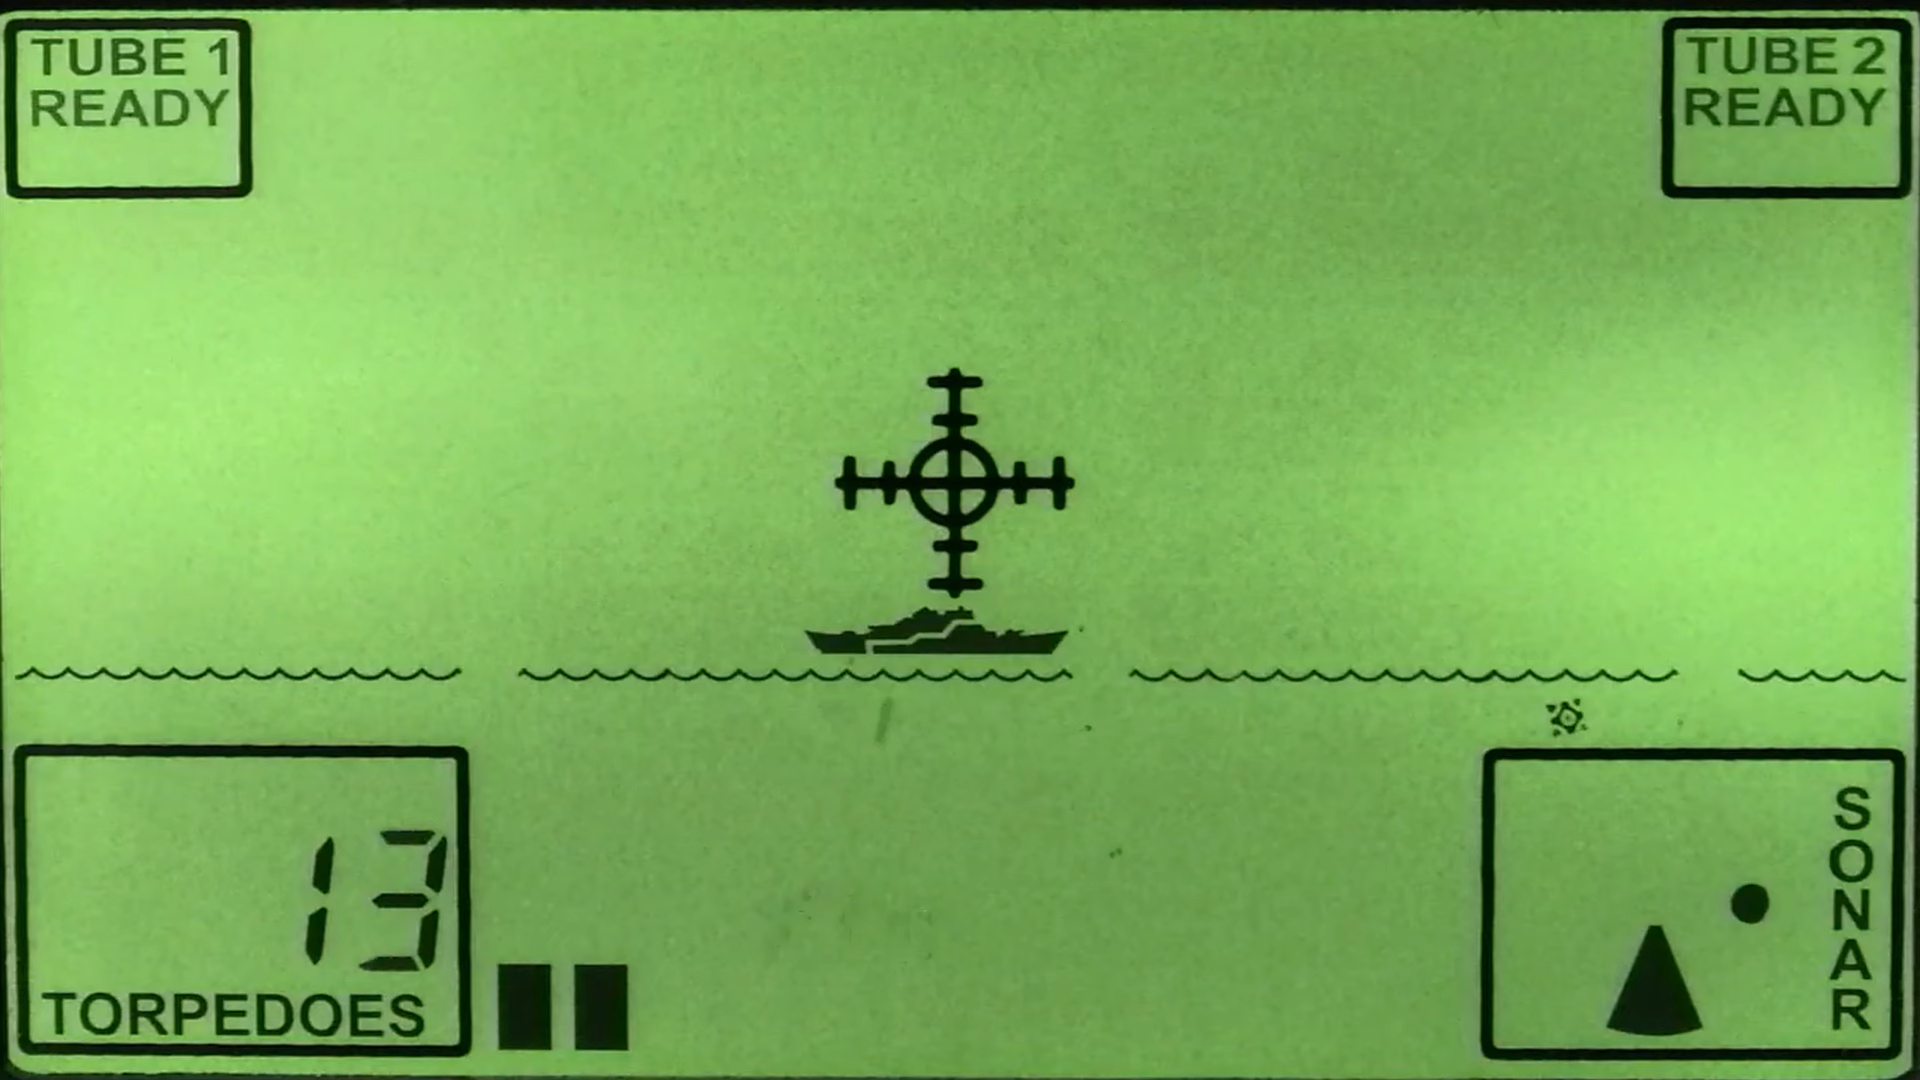 TUBE 1
READY
TUBE 2
READY
13
TORPEDOES
SONAR